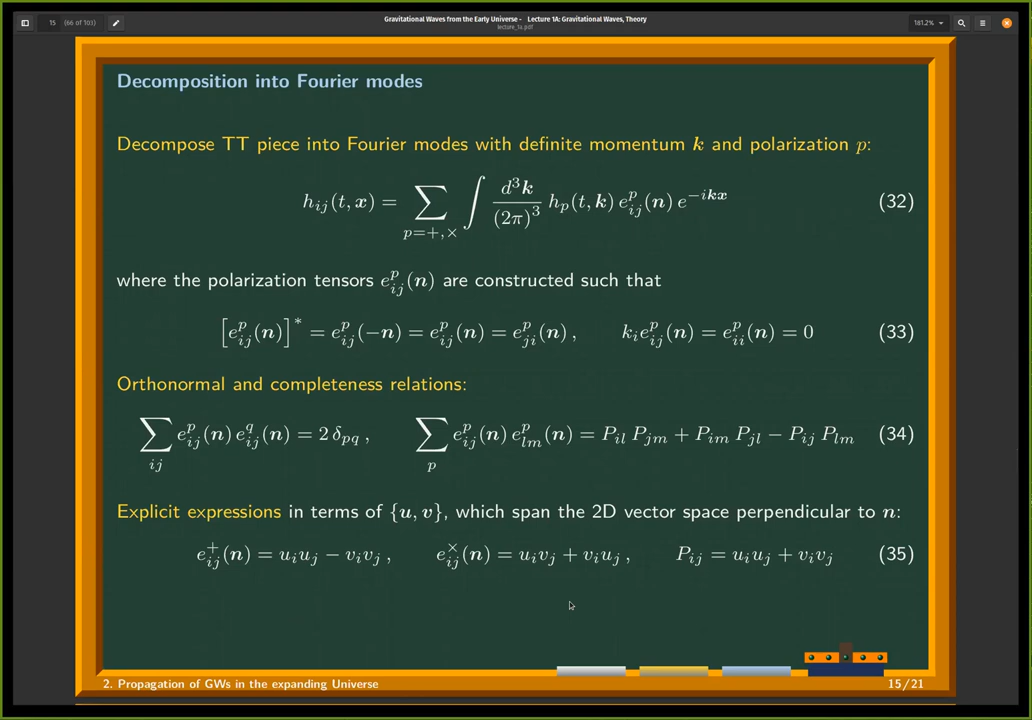 15 (66 of 103)
Gravitational Waves from the Early Universe - Lecture 1A: Gravitational Waves, Theory
lecture_1a.pdf
181.2%
Decomposition into Fourier modes
Decompose TT piece into Fourier modes with definite momentum k and polarization p:
h_{ij}(t, x) = \sum_{p=+,×} \int \frac{d^3 k}{(2π)^3} h_p(t, k) e^p_{ij}(n) e^{-ikx} (32)
where the polarization tensors e^p_{ij}(n) are constructed such that
[e^p_{ij}(n)]^* = e^p_{ij}(-n) = e^p_{ij}(n) = e^p_{ji}(n) , k_i e^p_{ij}(n) = e^p_{ii}(n) = 0 (33)
Orthonormal and completeness relations:
\sum_{ij} e^p_{ij}(n) e^q_{ij}(n) = 2 δ_{pq} , \sum_p e^p_{ij}(n) e^p_{lm}(n) = P_{il} P_{jm} + P_{im} P_{jl} − P_{ij} P_{lm} (34)
Explicit expressions in terms of {u, v}, which span the 2D vector space perpendicular to n:
e^+_{ij}(n) = u_i u_j − v_i v_j , e^×_{ij}(n) = u_i v_j + v_i u_j , P_{ij} = u_i u_j + v_i v_j (35)
2. Propagation of GWs in the expanding Universe
15/21